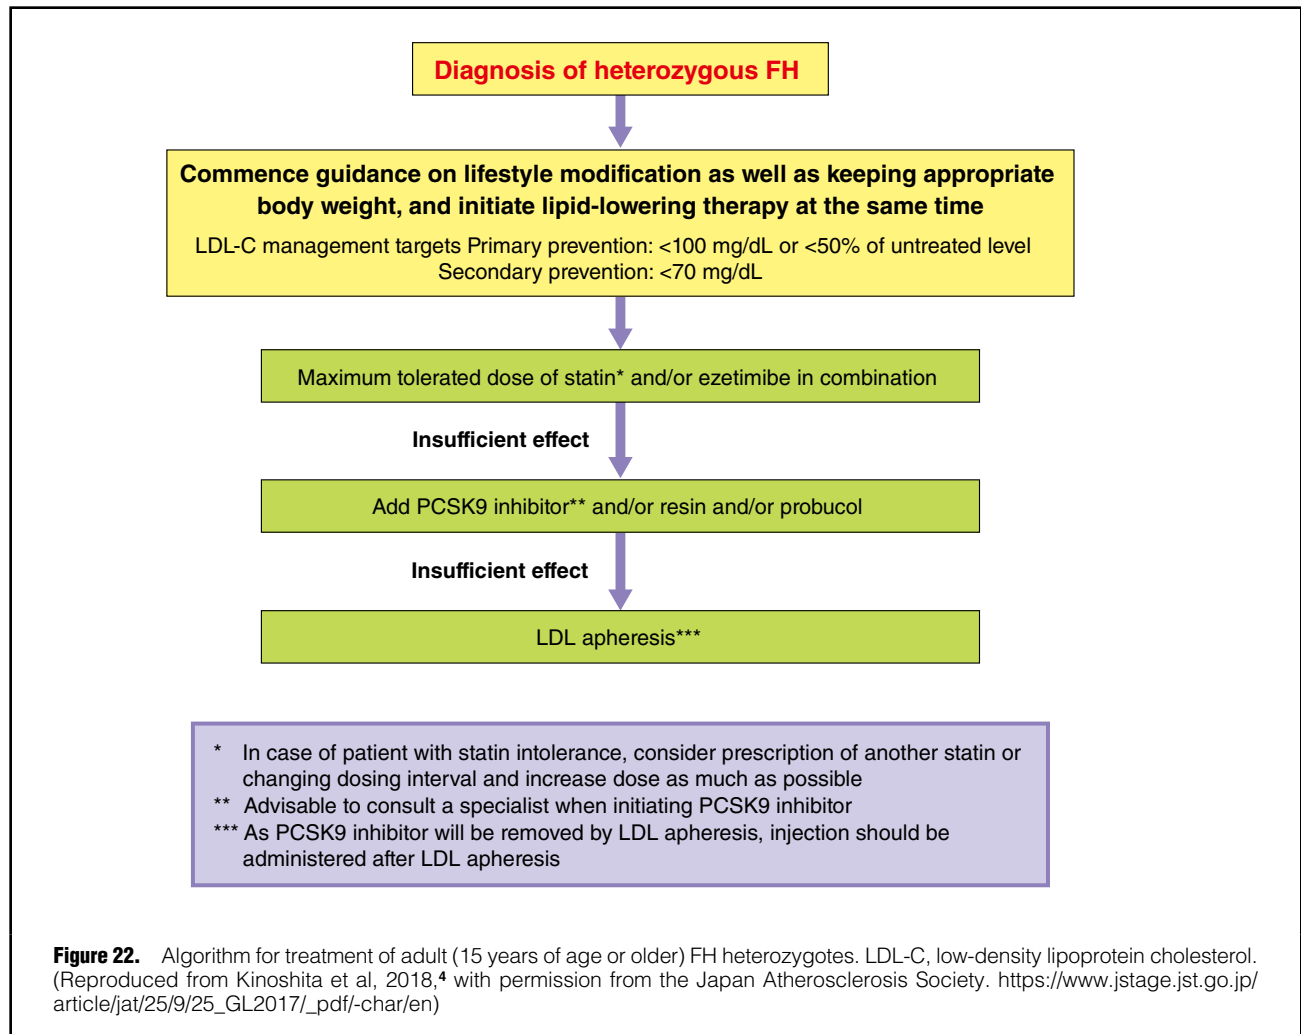 Diagnosis of heterozygous FH
Commence guidance on lifestyle modification as well as keeping appropriate
body weight, and initiate lipid-lowering therapy at the same time
LDL-C management targets Primary prevention: <100 mg/dL or <50% of untreated level
Secondary prevention: <70 mg/dL
Maximum tolerated dose of statin* and/or ezetimibe in combination
Insufficient effect
Add PCSK9 inhibitor** and/or resin and/or probucol
Insufficient effect
LDL apheresis***
* In case of patient with statin intolerance, consider prescription of another statin or
changing dosing interval and increase dose as much as possible
** Advisable to consult a specialist when initiating PCSK9 inhibitor
*** As PCSK9 inhibitor will be removed by LDL apheresis, injection should be
administered after LDL apheresis
Figure 22. Algorithm for treatment of adult (15 years of age or older) FH heterozygotes. LDL-C, low-density lipoprotein cholesterol.
(Reproduced from Kinoshita et al, 2018,4 with permission from the Japan Atherosclerosis Society. https://www.jstage.jst.go.jp/
article/jat/25/9/25_GL2017/_pdf/-char/en)